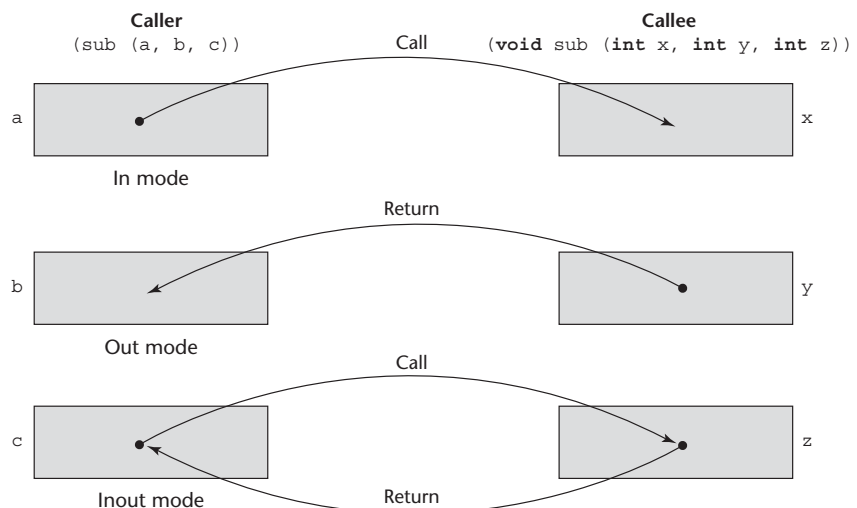 Caller
Callee
(sub (a, b, c))
Call
(void sub (int x, int y, int z))
a
x
In mode
Return
b
y
Out mode
Call
c
z
Inout mode
Return